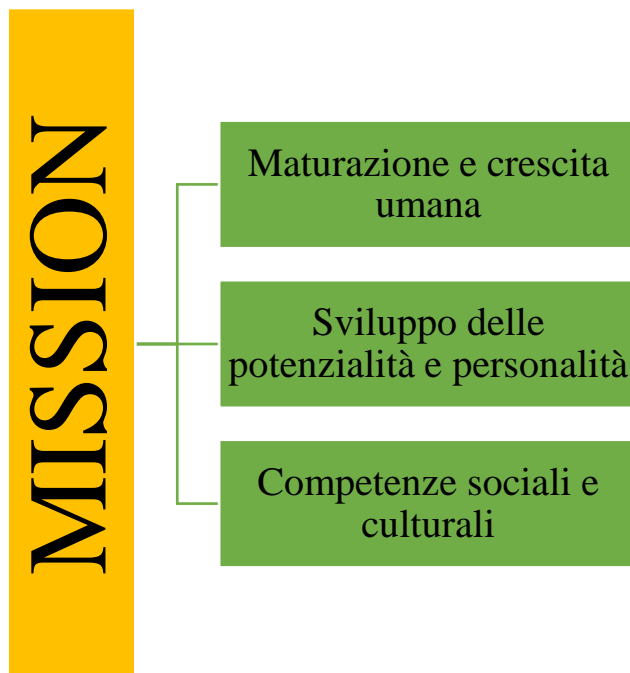 MISSION
Maturazione e crescita
umana
Sviluppo delle
potenzialità e personalità
Competenze sociali e
culturali